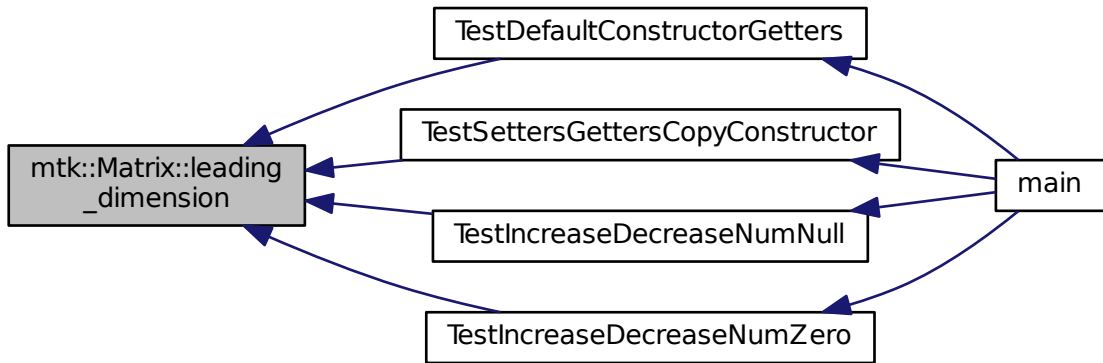 TestDefaultConstructorGetters
TestSettersGettersCopyConstructor
mtk::Matrix::leading
_dimension
main
TestIncreaseDecreaseNumNull
TestIncreaseDecreaseNumZero